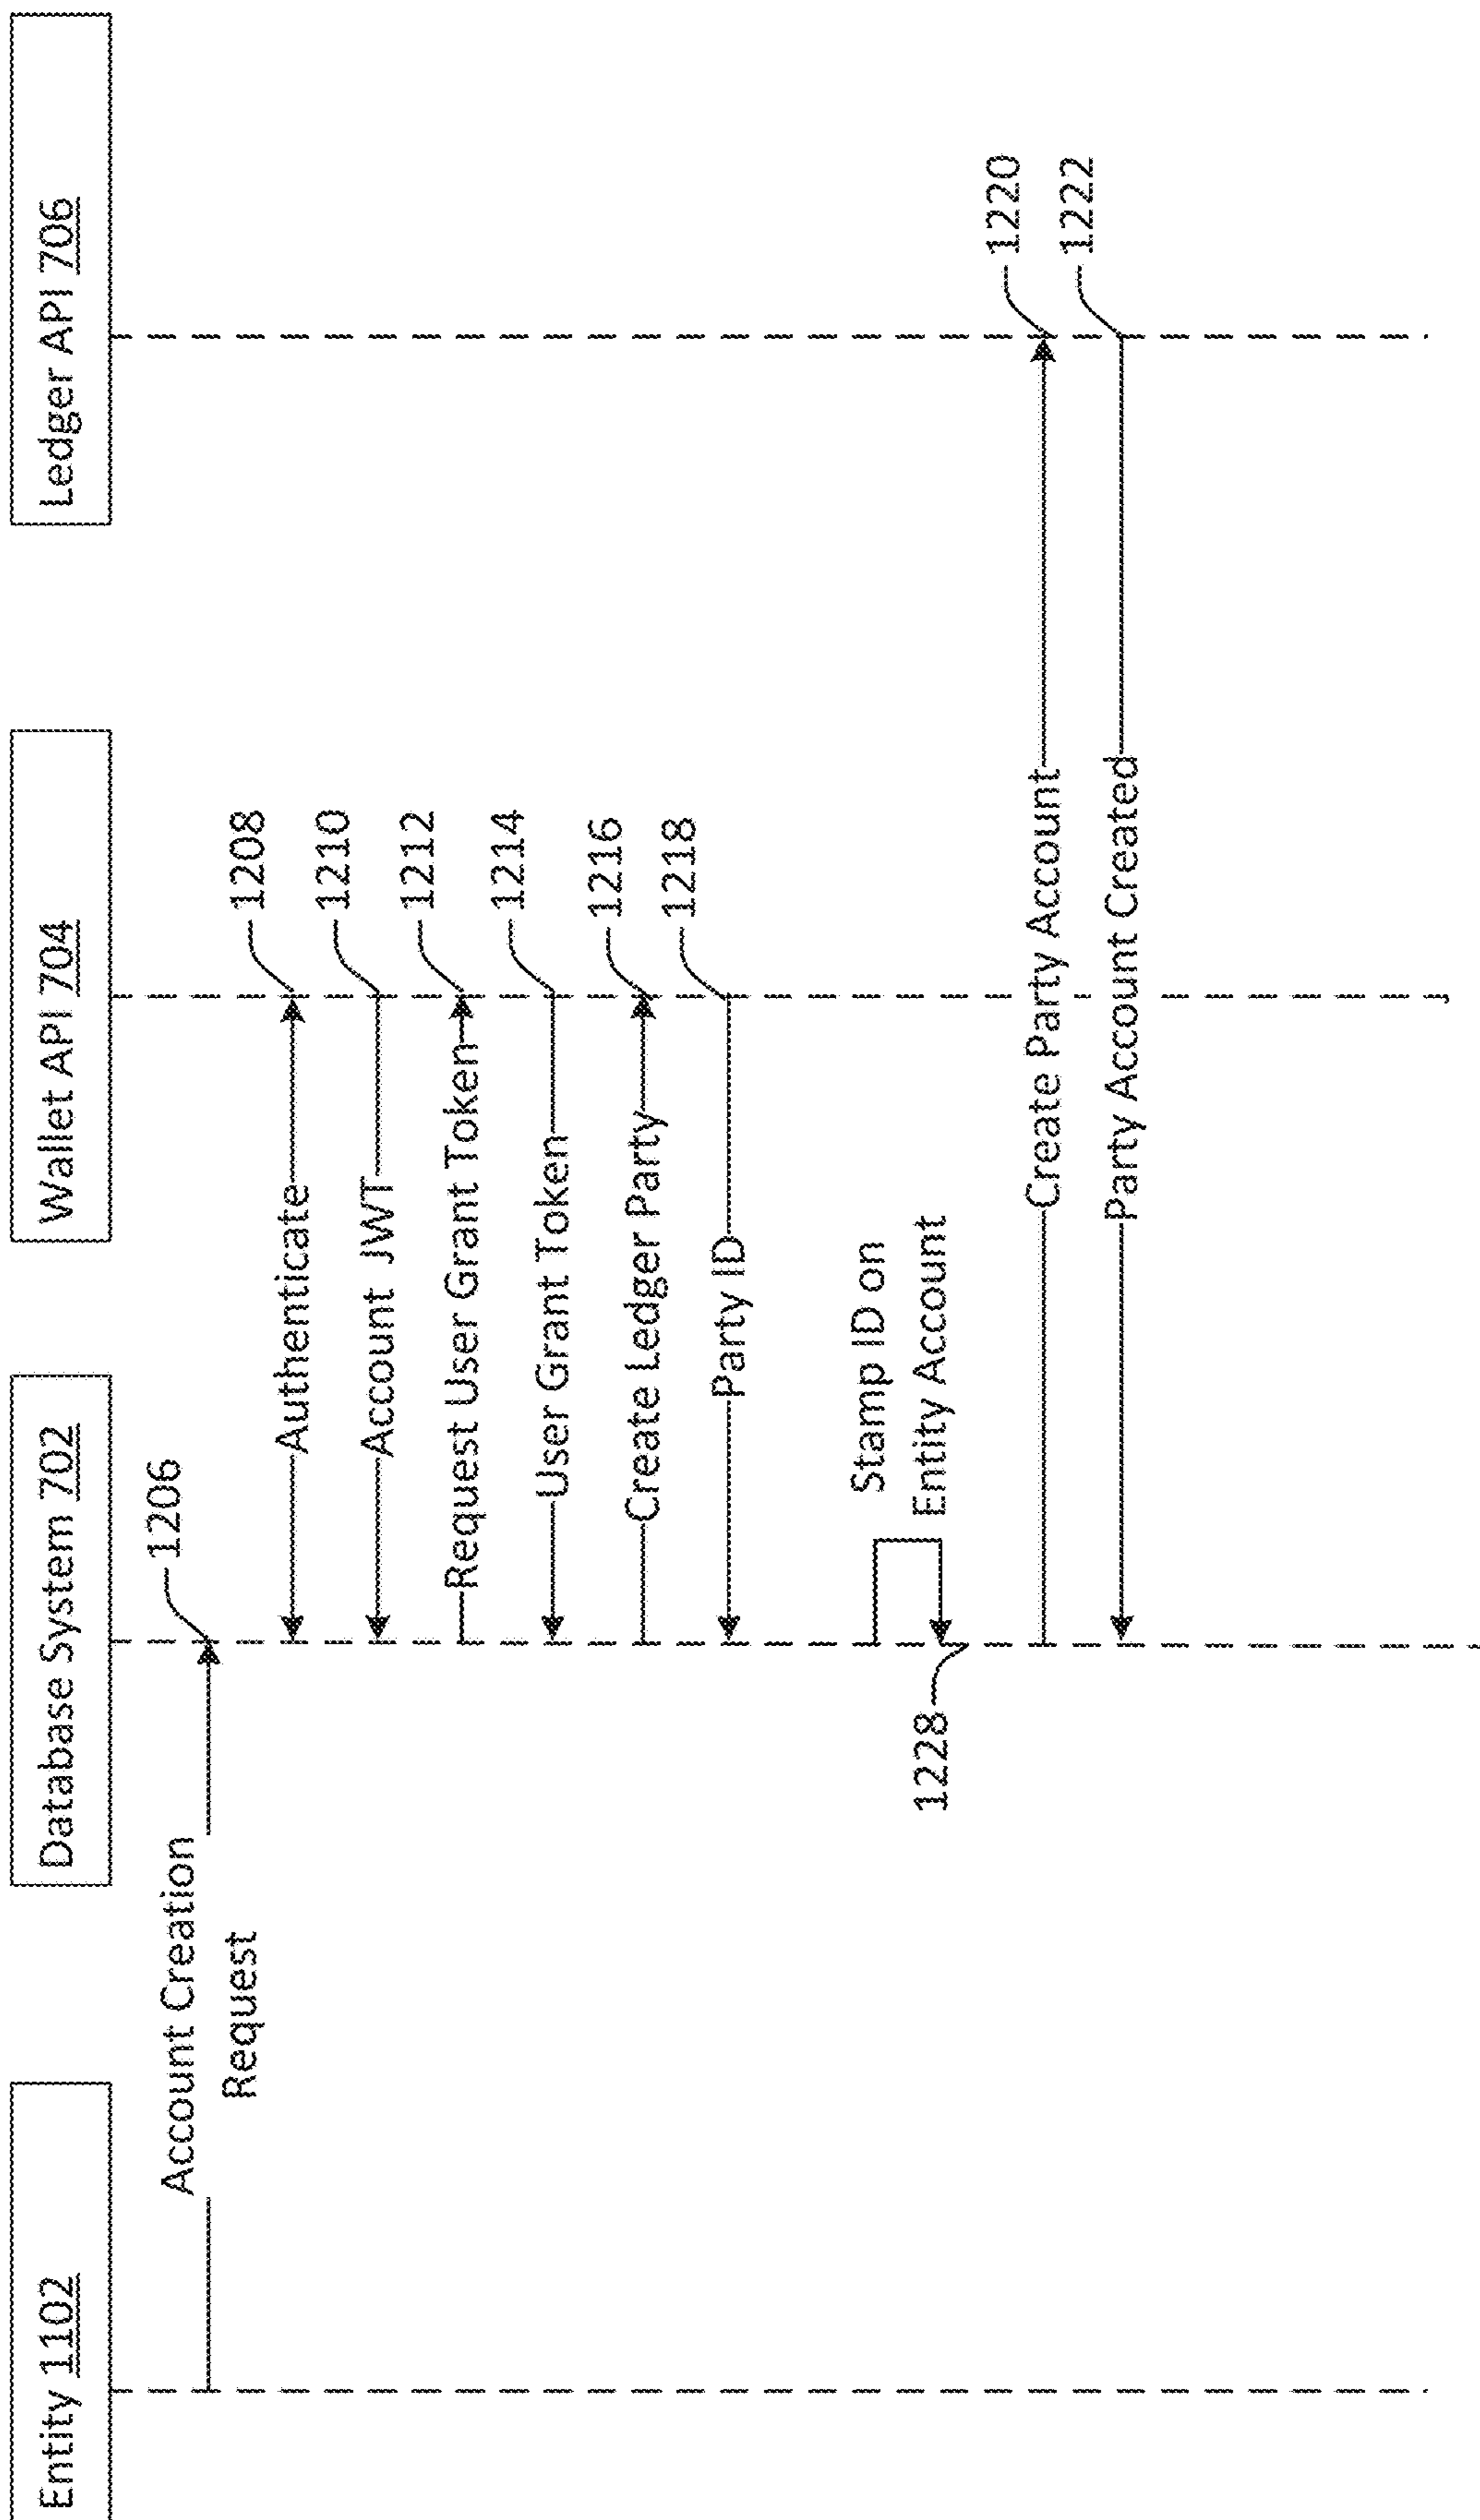 Entity 1102
Database System 702
Wallet API 704
Ledger API 706
Account Creation
Request
1206
Authenticate
1208
Account JWT
1210
Request User Grant Token
1212
User Grant Token
1214
Create Ledger Party
1216
Party ID
1218
Stamp ID on
Entity Account
1228
Create Party Account
1220
Party Account Created
1222